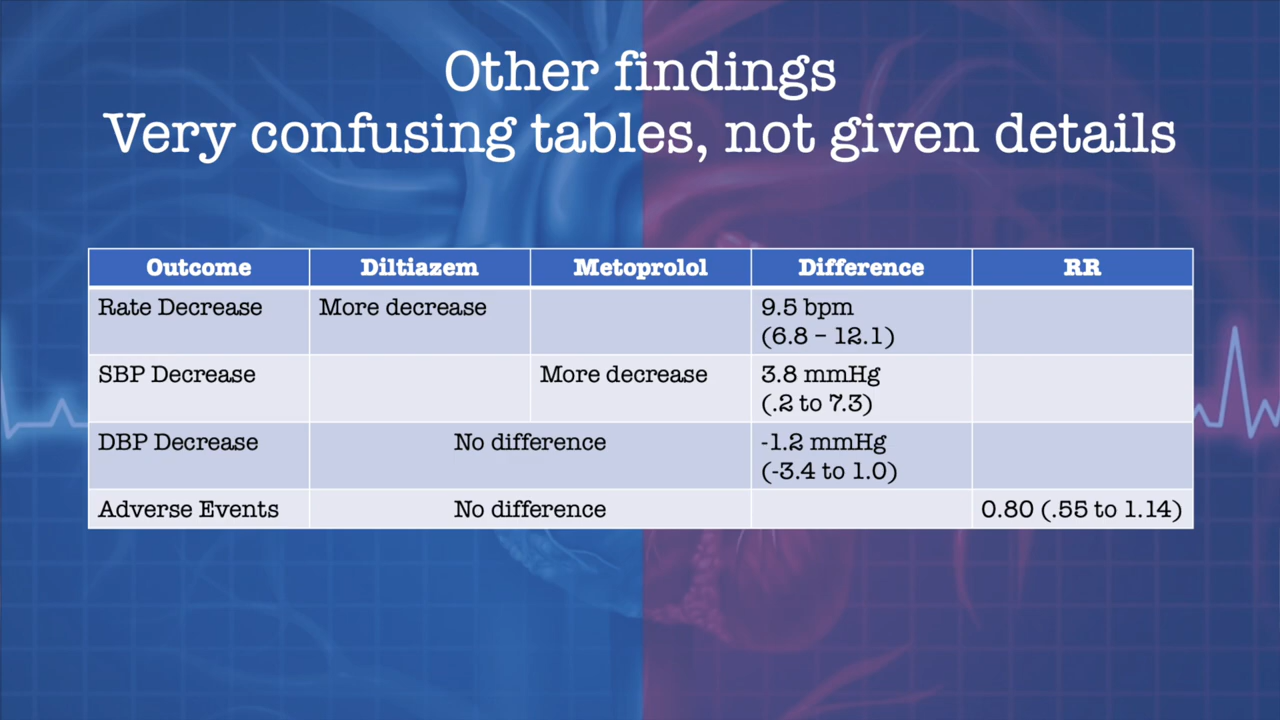 Other findings
Very confusing tables, not given details
Outcome Diltiazem Metoprolol Difference RR
Rate Decrease More decrease 9.5 bpm
(6.8 – 12.1)
SBP Decrease More decrease 3.8 mmHg
(.2 to 7.3)
DBP Decrease No difference -1.2 mmHg
(-3.4 to 1.0)
Adverse Events No difference 0.80 (.55 to 1.14)